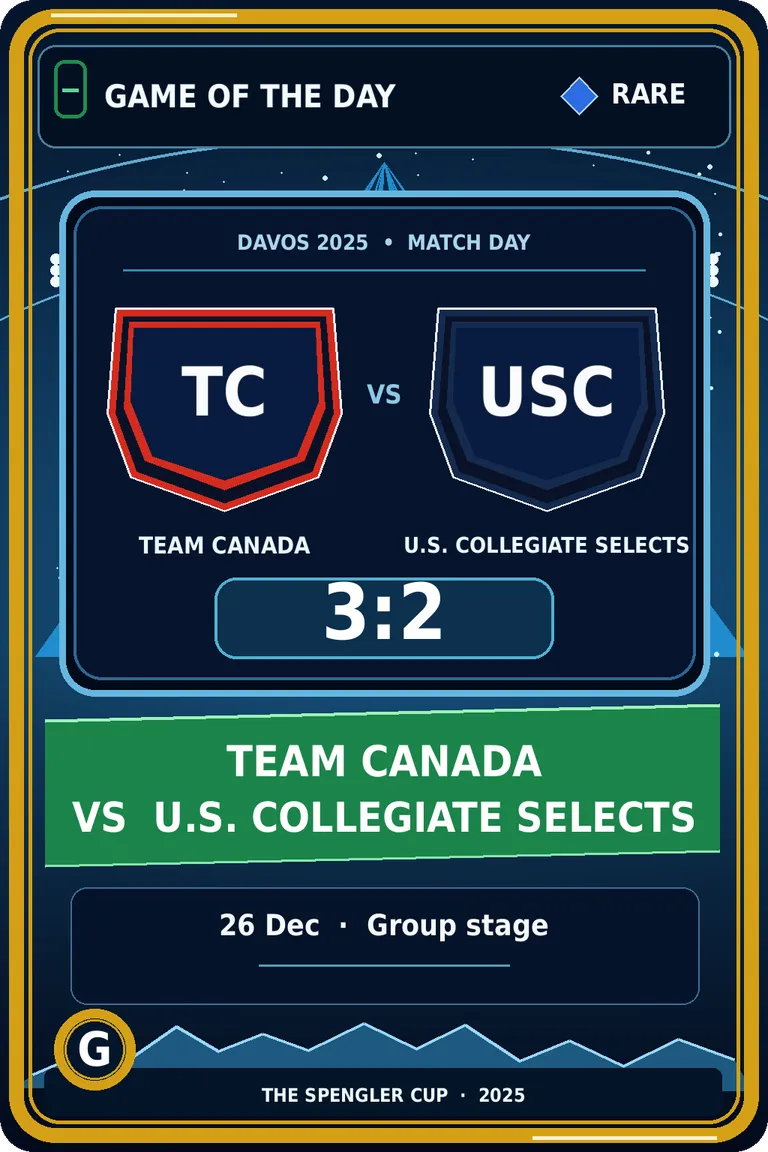 GAME OF THE DAY
RARE
DAVOS 2025 • MATCH DAY
TC
VS
USC
TEAM CANADA
U.S. COLLEGIATE SELECTS
3:2
TEAM CANADA
VS U.S. COLLEGIATE SELECTS
26 Dec · Group stage
G
THE SPENGLER CUP · 2025